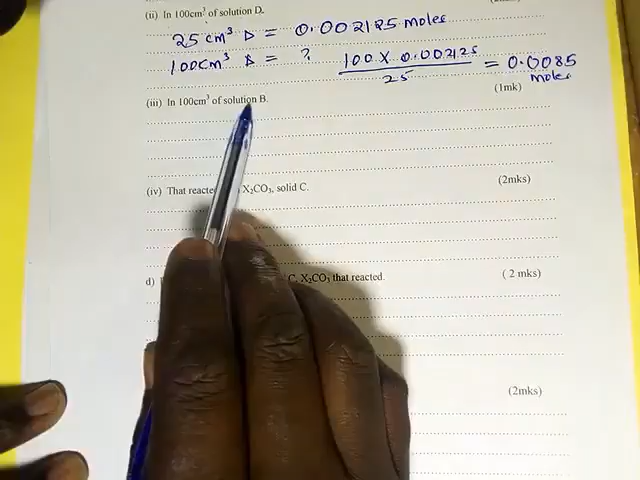 (ii) In 100cm³ of solution D.
25 cm³ D = 0.002125 moles
100cm³ D = ? 100 X 0.002125 / 25 = 0.0085 moles
(iii) In 100cm³ of solution B. (1mk)
(iv) That reacted X₂CO₃, solid C. (2mks)
d) C, X₂CO₃ that reacted. ( 2 mks)
(2mks)